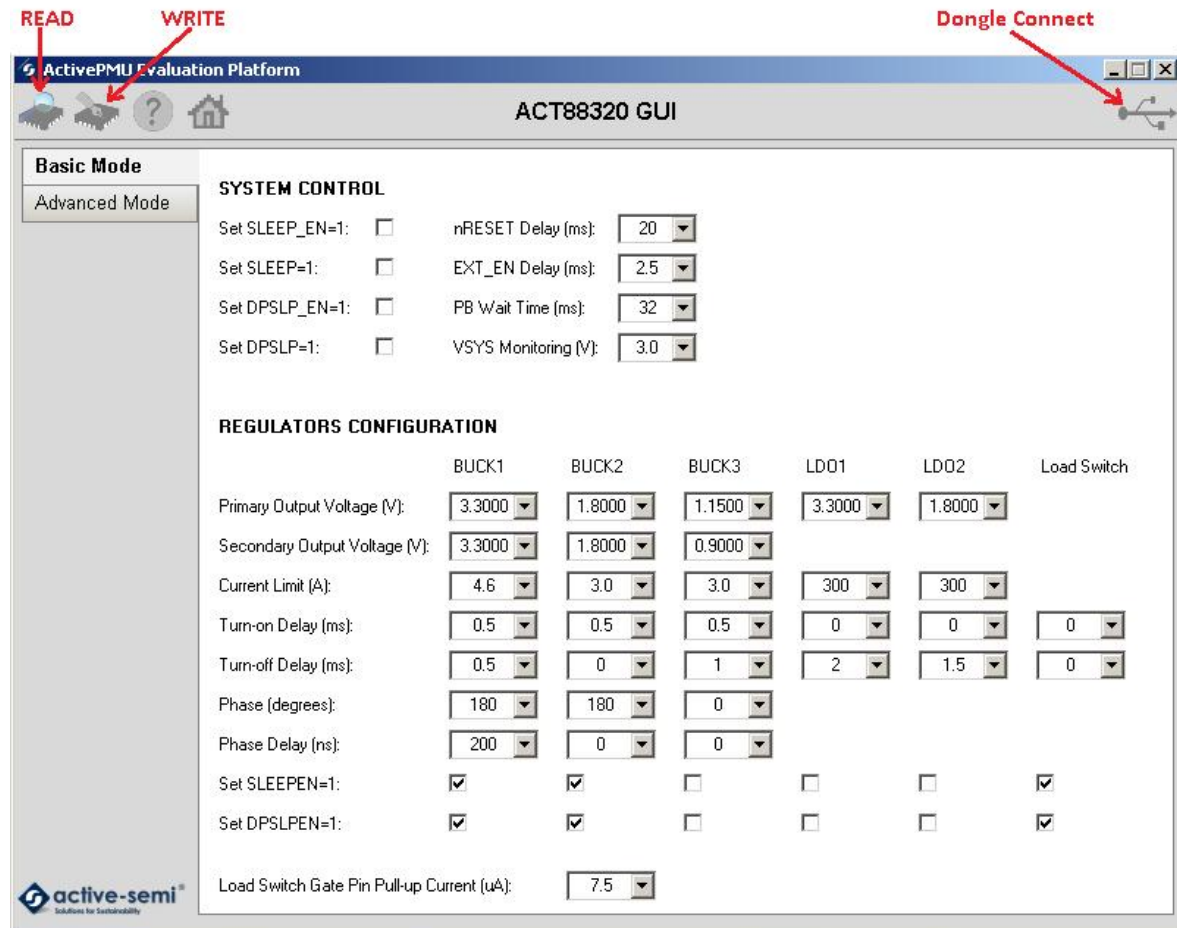 READ WRITE Dongle Connect
ActivePMU Evaluation Platform
? ACT88320 GUI
Basic Mode
Advanced Mode
SYSTEM CONTROL
Set SLEEP_EN=1: nRESET Delay (ms): 20
Set SLEEP=1: EXT_EN Delay (ms): 2.5
Set DPSLP_EN=1: PB Wait Time (ms): 32
Set DPSLP=1: VSYS Monitoring (V): 3.0
REGULATORS CONFIGURATION
BUCK1 BUCK2 BUCK3 LDO1 LDO2 Load Switch
Primary Output Voltage (V): 3.3000 1.8000 1.1500 3.3000 1.8000
Secondary Output Voltage (V): 3.3000 1.8000 0.9000
Current Limit (A): 4.6 3.0 3.0 300 300
Turn-on Delay (ms): 0.5 0.5 0.5 0 0 0
Turn-off Delay (ms): 0.5 0 1 2 1.5 0
Phase (degrees): 180 180 0
Phase Delay (ns): 200 0 0
Set SLEEPEN=1:
Set DPSLPEN=1:
Load Switch Gate Pin Pull-up Current (uA): 7.5
active-semi®
Solutions for Sustainability